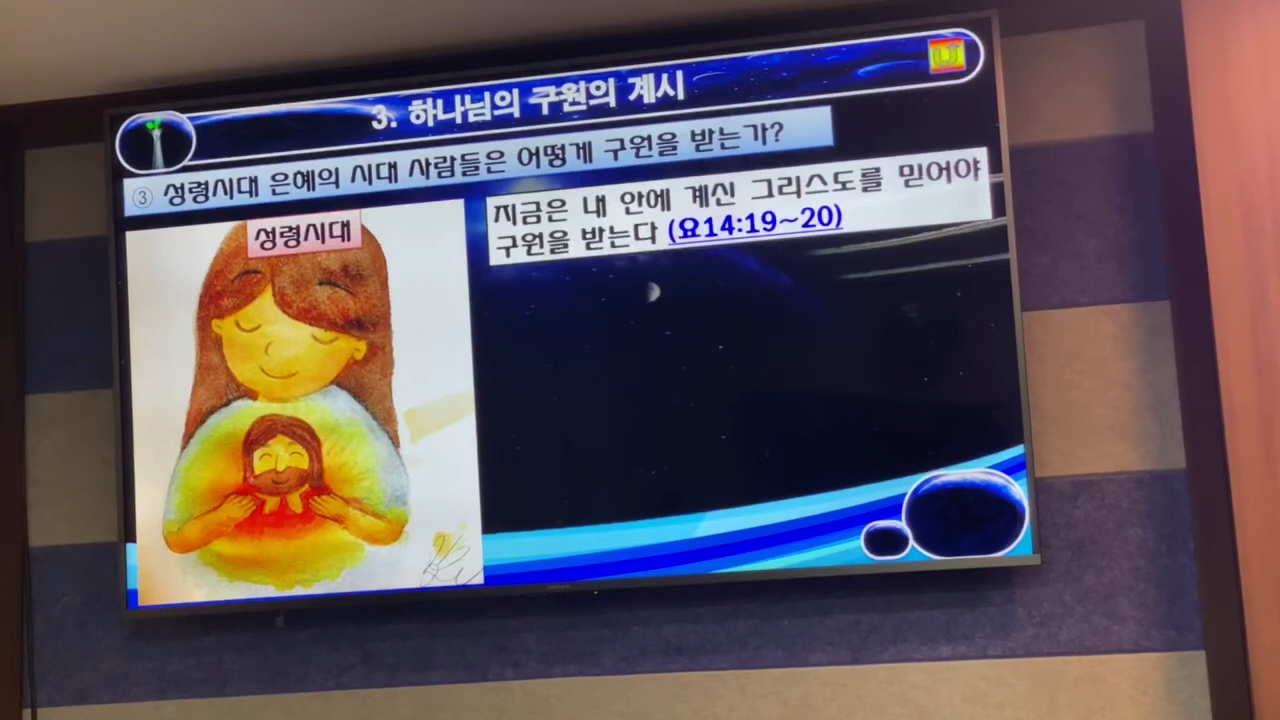 3. 하나님의 구원의 계시
③ 성령시대 은혜의 시대 사람들은 어떻게 구원을 받는가?
성령시대
지금은 내 안에 계신 그리스도를 믿어야
구원을 받는다 (요14:19~20)